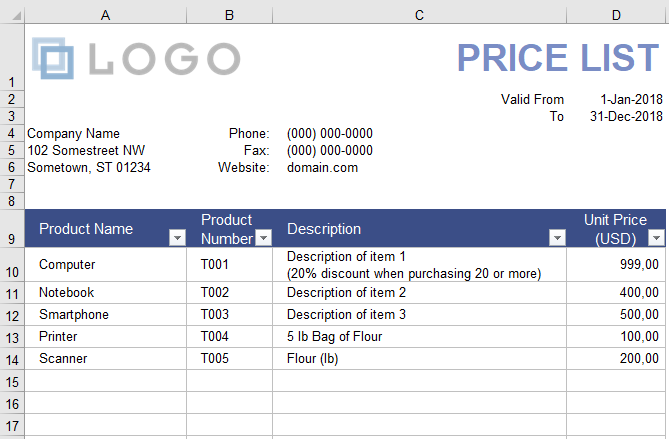 A B C D
1 LOGO PRICE LIST
2 Valid From 1-Jan-2018
3 To 31-Dec-2018
4 Company Name Phone: (000) 000-0000
5 102 Somestreet NW Fax: (000) 000-0000
6 Sometown, ST 01234 Website: domain.com
7
8
9 Product Name Product Number Description Unit Price (USD)
10 Computer T001 Description of item 1
(20% discount when purchasing 20 or more) 999,00
11 Notebook T002 Description of item 2 400,00
12 Smartphone T003 Description of item 3 500,00
13 Printer T004 5 lb Bag of Flour 100,00
14 Scanner T005 Flour (lb) 200,00
15
16
17